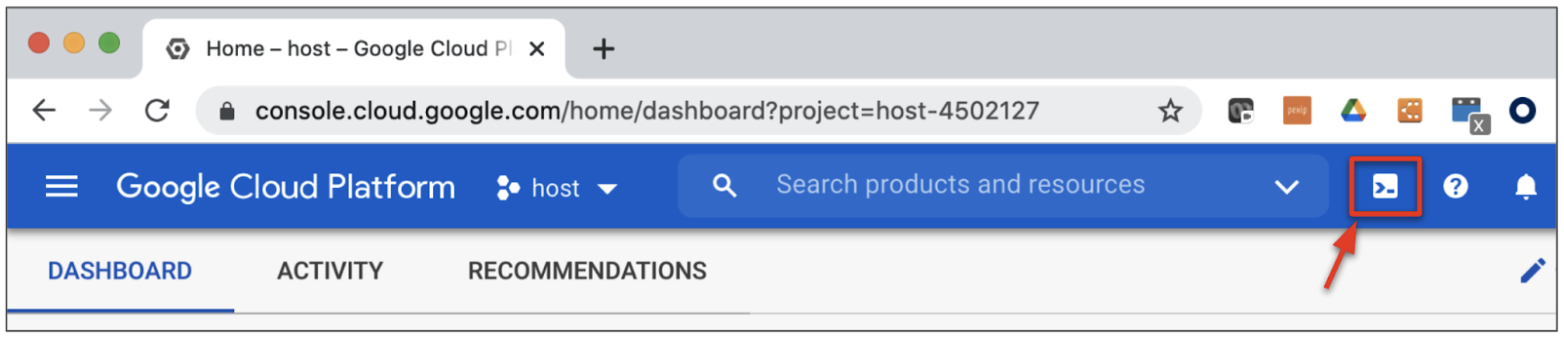 Home – host – Google Cloud Pl
console.cloud.google.com/home/dashboard?project=host-4502127
pexip
X
Google Cloud Platform
host
Search products and resources
?
DASHBOARD
ACTIVITY
RECOMMENDATIONS